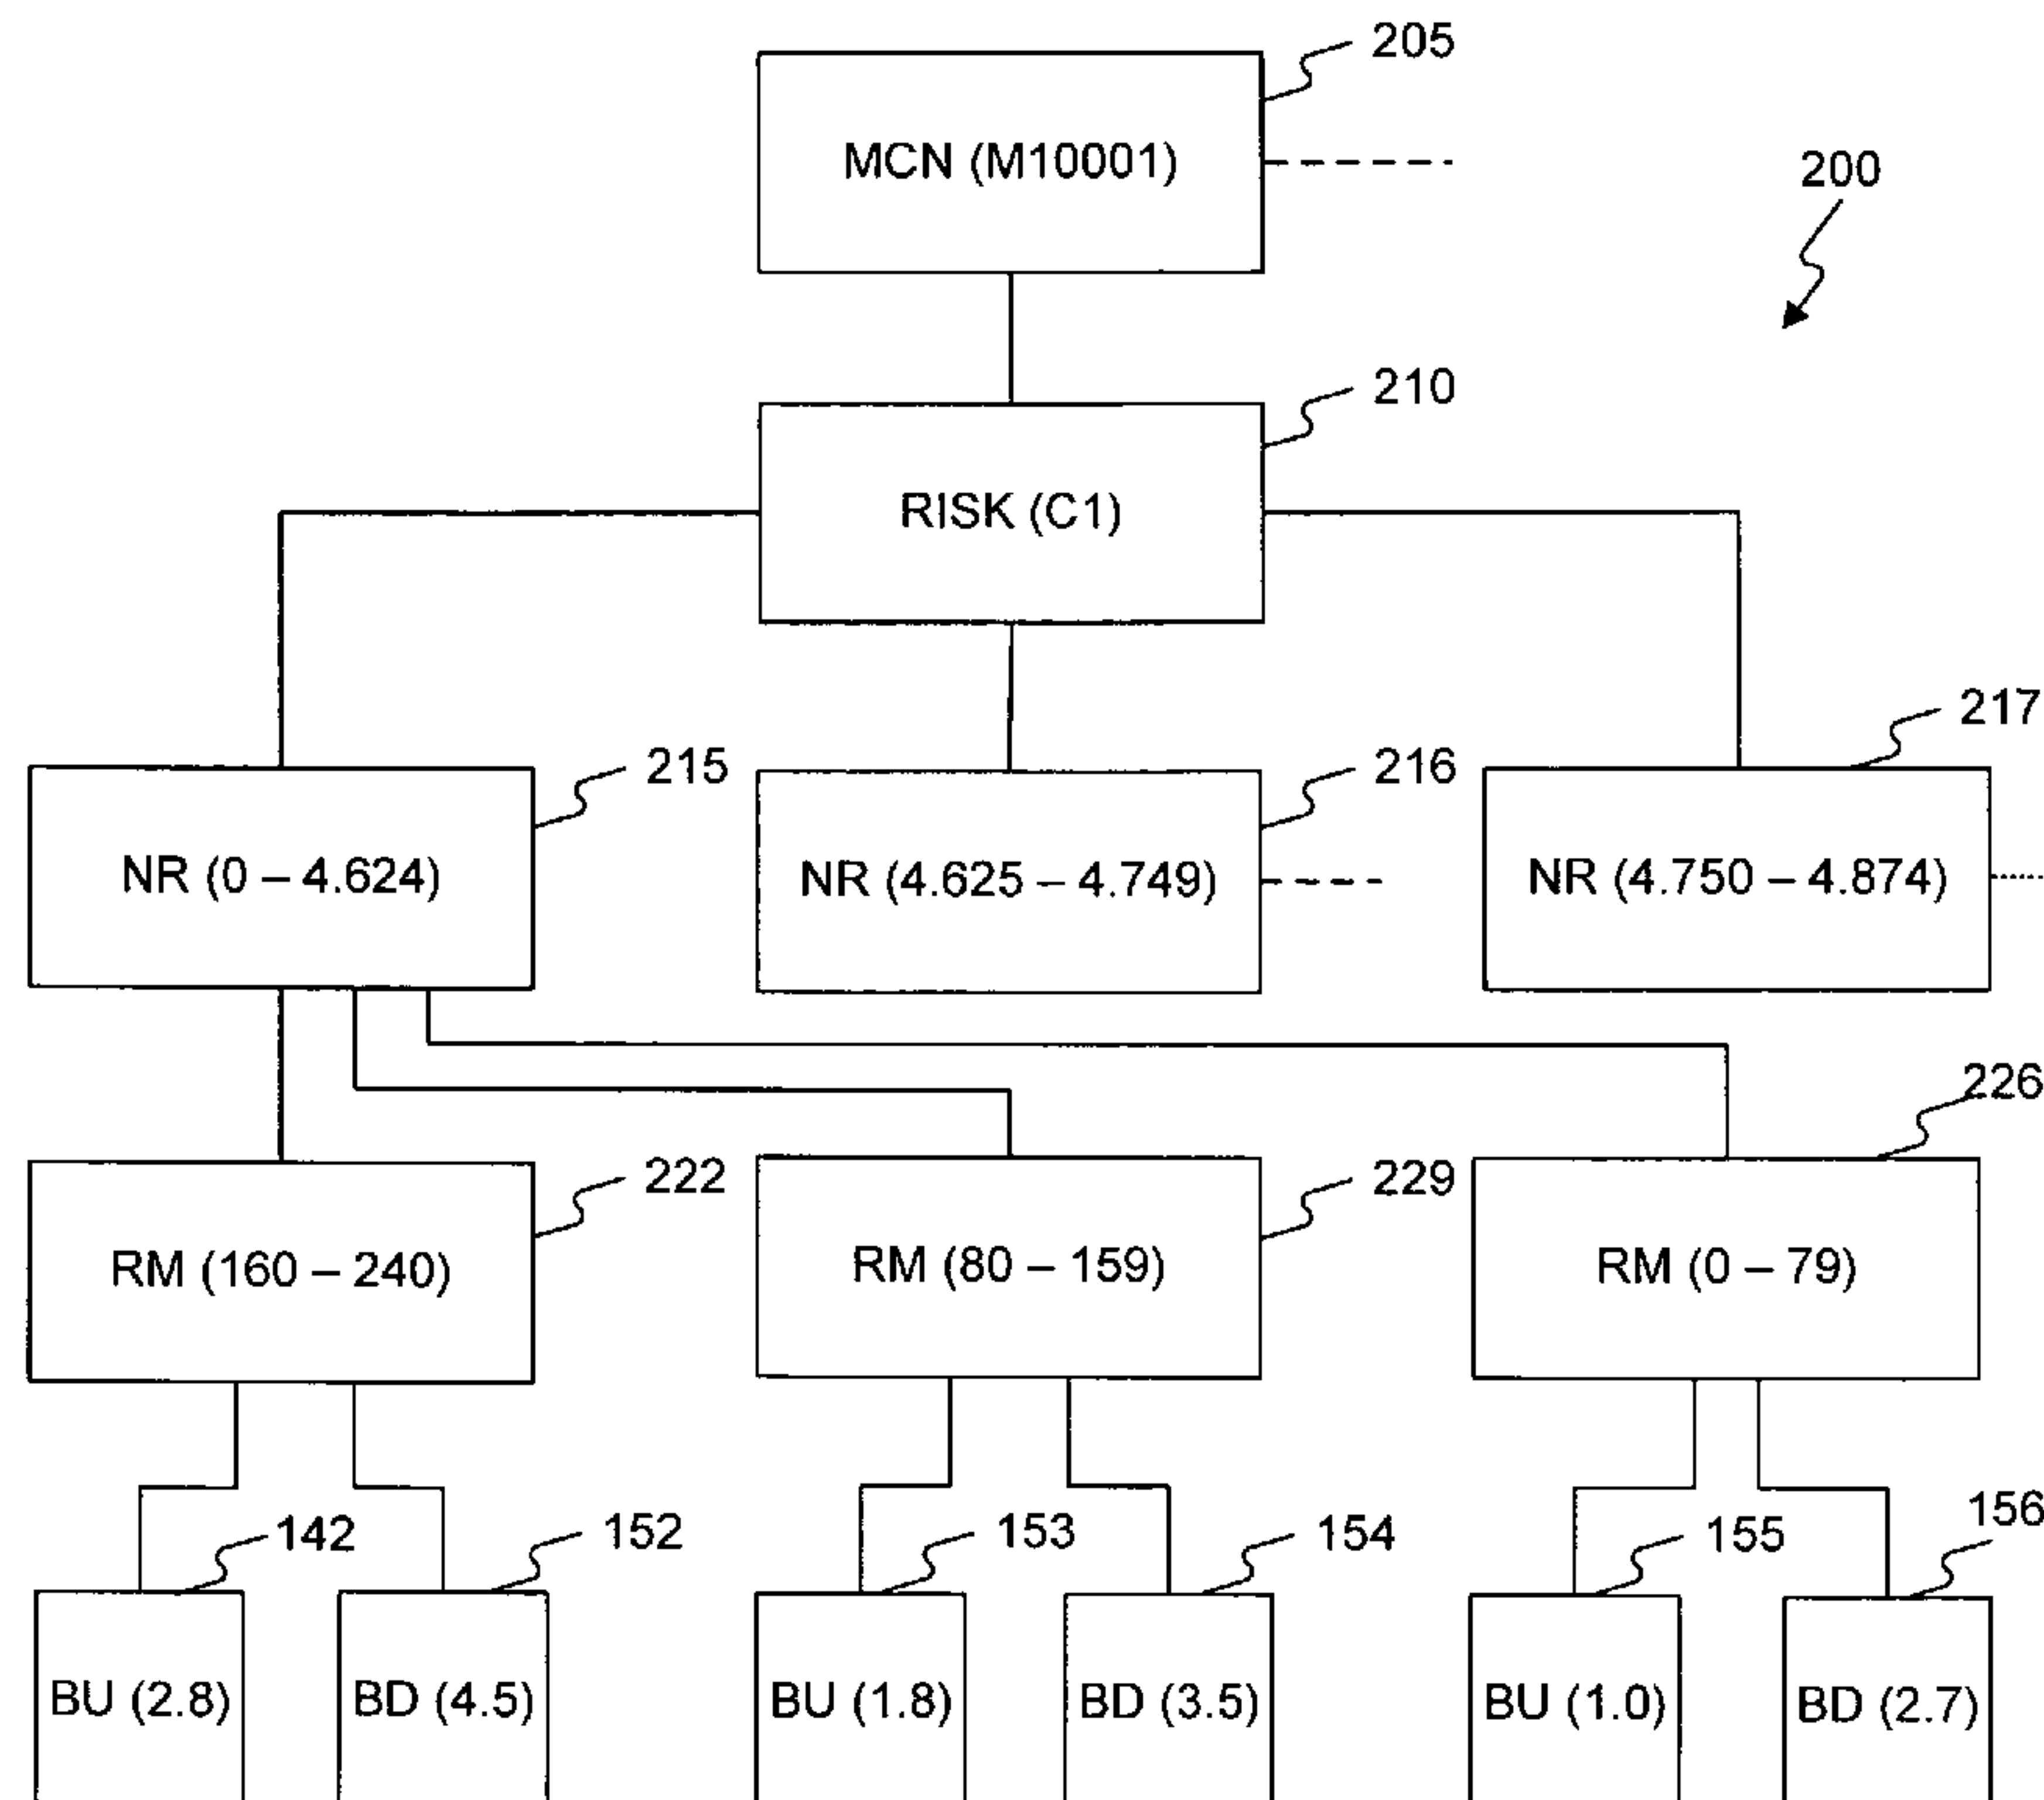 205
MCN (M10001)
200
210
RISK (C1)
217
215
216
NR (0 – 4.624)
NR (4.625 – 4.749)
NR (4.750 – 4.874)
226
222
229
RM (160 – 240)
RM (80 – 159)
RM (0 – 79)
142
152
153
154
155
156
BU (2.8)
BD (4.5)
BU (1.8)
BD (3.5)
BU (1.0)
BD (2.7)